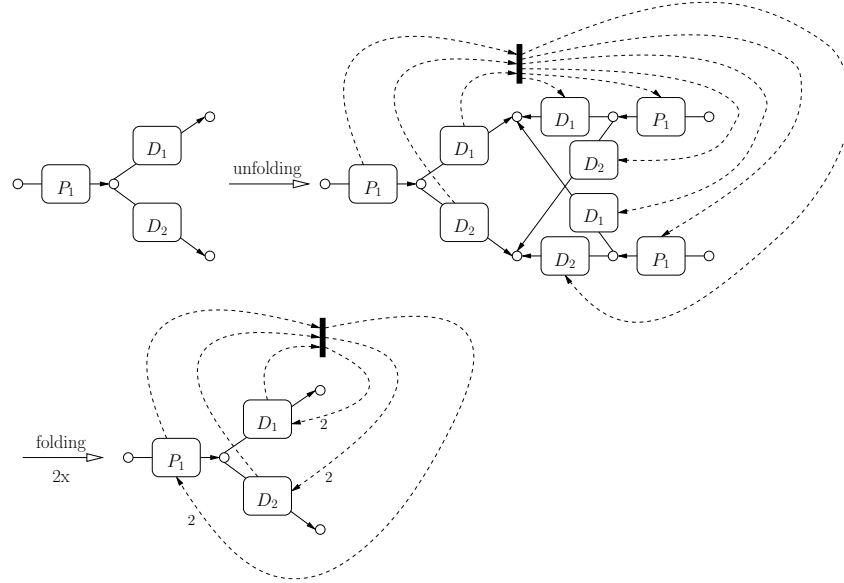 D₁
P₁
D₂
unfolding
P₁
D₁
D₂
D₁
P₁
D₂
D₁
D₂
P₁
folding
2x
P₁
D₁
D₂
2
2
2